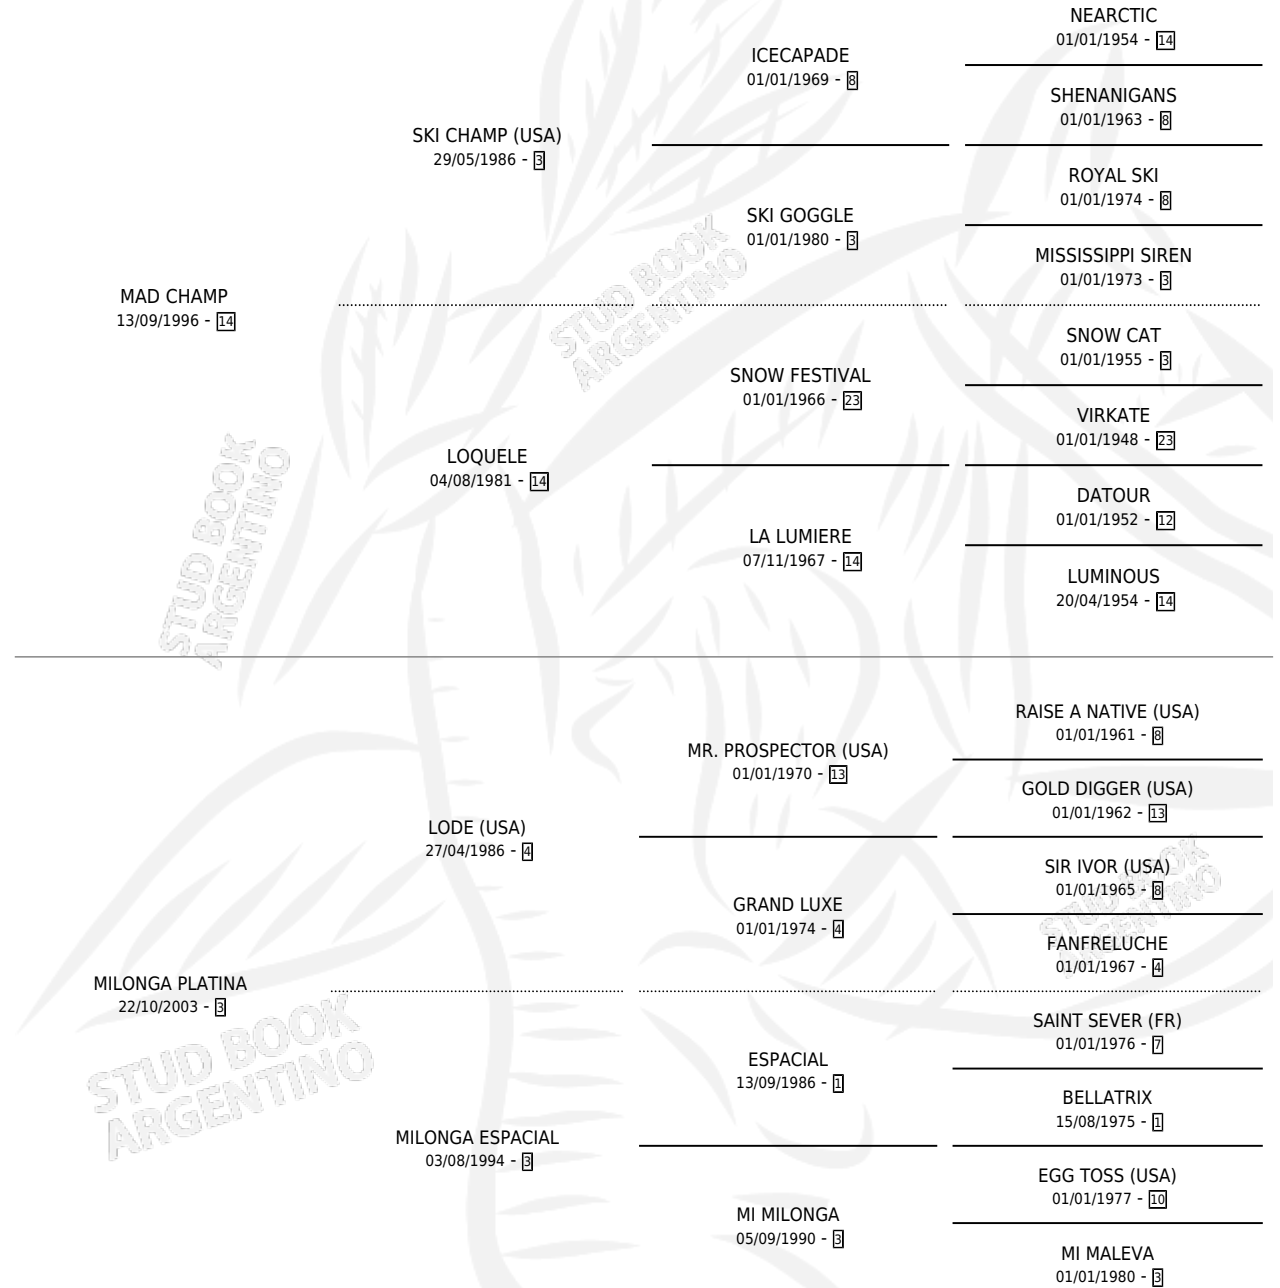 NEARCTIC
01/01/1954 - 14
ICECAPADE
01/01/1969 - 8
SHENANIGANS
01/01/1963 - 8
SKI CHAMP (USA)
29/05/1986 - 3
ROYAL SKI
01/01/1974 - 8
SKI GOGGLE
01/01/1980 - 3
MISSISSIPPI SIREN
01/01/1973 - 3
MAD CHAMP
13/09/1996 - 14
STUD BOOK
ARGENTINO
SNOW CAT
01/01/1955 - 3
SNOW FESTIVAL
01/01/1966 - 23
VIRKATE
01/01/1948 - 23
LOQUELE
04/08/1981 - 14
DATOUR
01/01/1952 - 12
LA LUMIERE
07/11/1967 - 14
LUMINOUS
20/04/1954 - 14
STUD BOOK
ARGENTINO
RAISE A NATIVE (USA)
01/01/1961 - 8
MR. PROSPECTOR (USA)
01/01/1970 - 13
GOLD DIGGER (USA)
01/01/1962 - 13
LODE (USA)
27/04/1986 - 4
SIR IVOR (USA)
01/01/1965 - 8
GRAND LUXE
01/01/1974 - 4
FANFRELUCHE
01/01/1967 - 4
STUD BOOK
ARGENTINO
MILONGA PLATINA
22/10/2003 - 3
SAINT SEVER (FR)
01/01/1976 - 7
ESPACIAL
13/09/1986 - 1
BELLATRIX
15/08/1975 - 1
STUD BOOK
ARGENTINO
MILONGA ESPACIAL
03/08/1994 - 3
EGG TOSS (USA)
01/01/1977 - 10
MI MILONGA
05/09/1990 - 3
MI MALEVA
01/01/1980 - 3